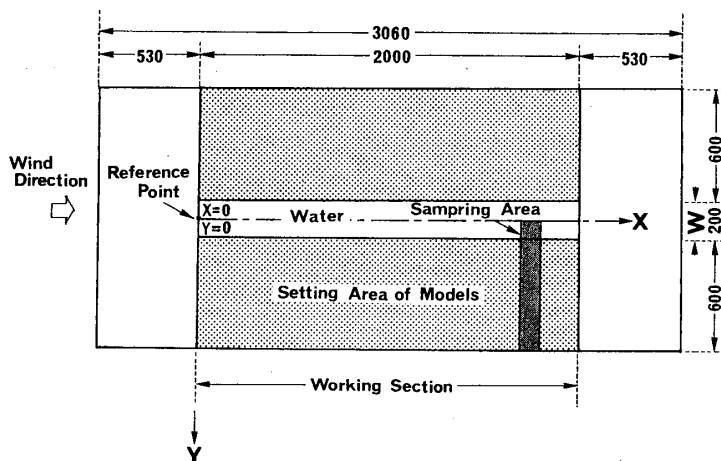 3060
530
2000
530
Wind
Direction
Reference
Point
X=0
Y=0
Water
Sampring Area
X
600
200
W
600
Setting Area of Models
Working Section
Y